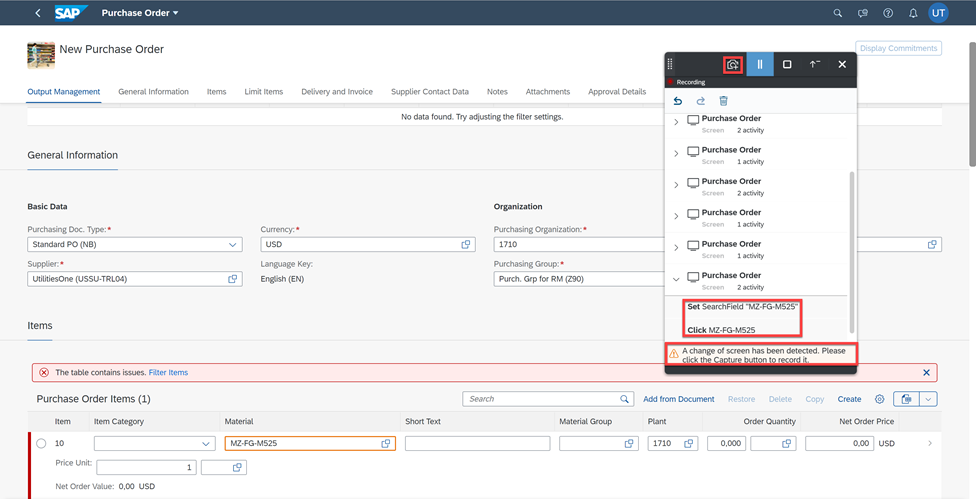 SAP Purchase Order
UT
New Purchase Order
Display Commitments
Output Management General Information Items Limit Items Delivery and Invoice Supplier Contact Data Notes Attachments Approval Details
No data found. Try adjusting the filter settings.
General Information
Basic Data
Purchasing Doc. Type:*
Standard PO (NB)
Supplier:*
UtilitiesOne (USSU-TRL04)
Currency:*
USD
Language Key:
English (EN)
Organization
Purchasing Organization:*
1710
Purchasing Group:*
Purch. Grp for RM (Z90)
Recording
Purchase Order
Screen 2 activity
Purchase Order
Screen 1 activity
Purchase Order
Screen 2 activity
Purchase Order
Screen 1 activity
Purchase Order
Screen 1 activity
Purchase Order
Screen 2 activity
Set SearchField "MZ-FG-M525"
Click MZ-FG-M525
A change of screen has been detected. Please
click the Capture button to record it.
Items
The table contains issues. Filter Items
Purchase Order Items (1)
Search
Add from Document Restore Delete Copy Create
Item Item Category Material Short Text Material Group Plant Order Quantity Net Order Price
10 MZ-FG-M525 1710 0,000 0,00 USD
Price Unit: 1
Net Order Value: 0,00 USD